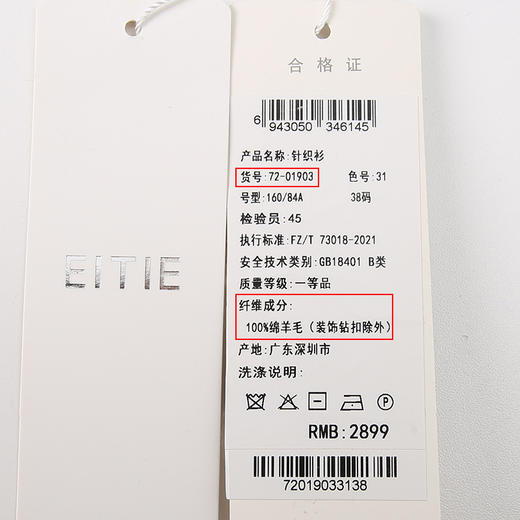 EITIE
合格证
6 943050 346145
产品名称:针织衫
货号:72-01903 色号:31
号型:160/84A 38码
检验员:45
执行标准:FZ/T 73018-2021
安全技术类别:GB18401 B类
质量等级:一等品
纤维成分:
100%绵羊毛(装饰钻扣除外)
产地:广东深圳市
洗涤说明:
P
RMB:2899
72019033138